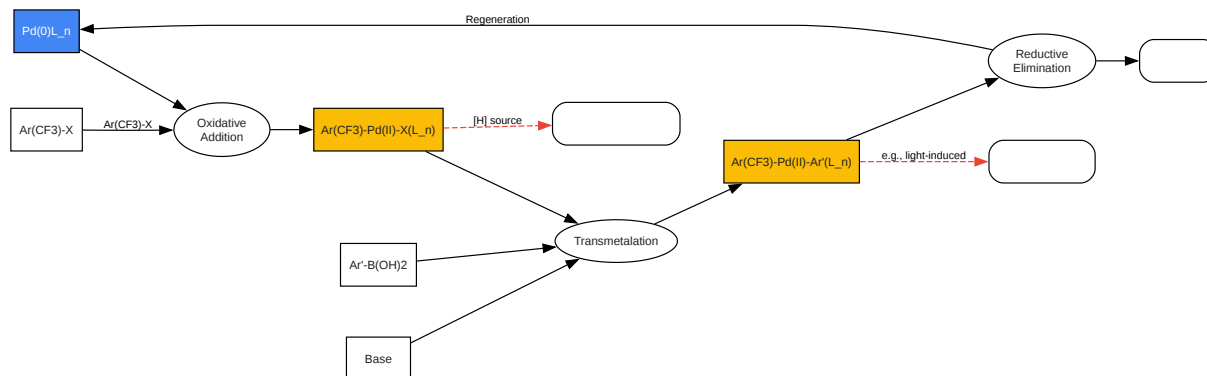 Regeneration
Pd(0)L_n
Reductive
Elimination
Ar(CF3)-X
Ar(CF3)-X
Oxidative
Addition
Ar(CF3)-Pd(II)-X(L_n)
[H] source
Ar(CF3)-Pd(II)-Ar'(L_n)
e.g., light-induced
Transmetalation
Ar'-B(OH)2
Base